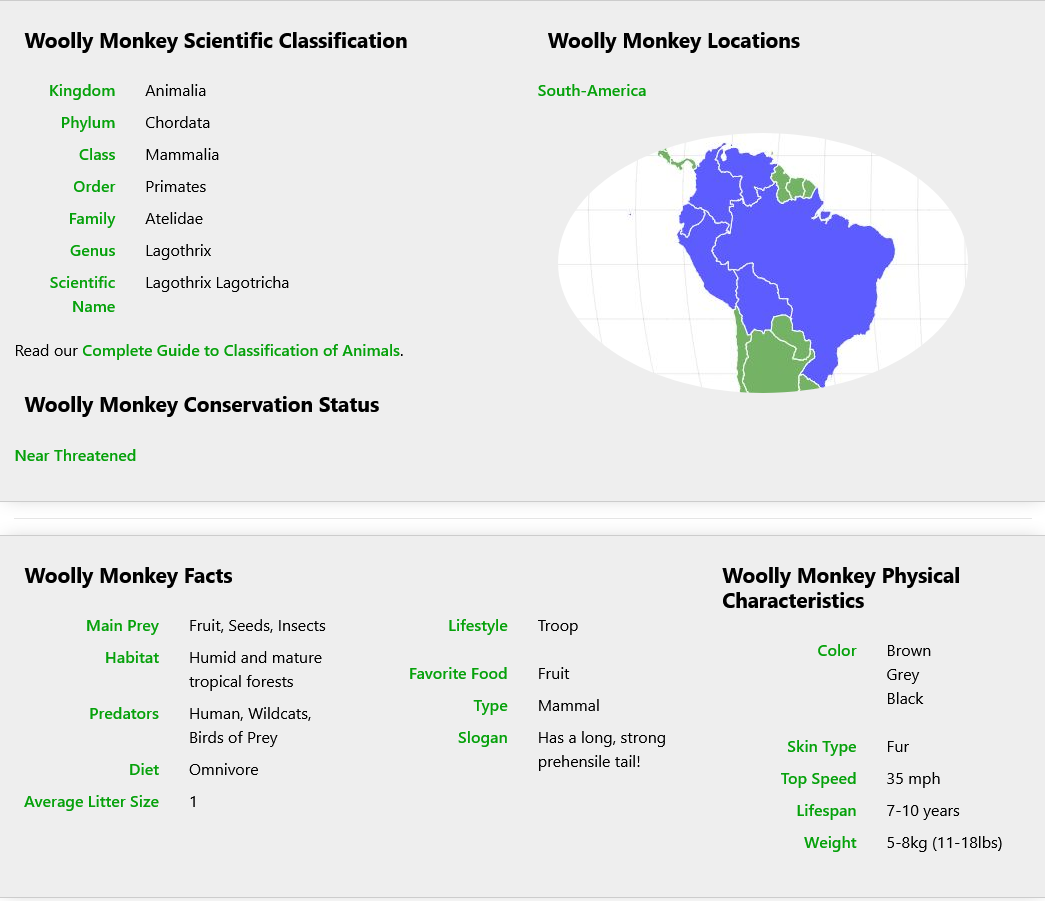 Woolly Monkey Scientific Classification
Kingdom Animalia
Phylum Chordata
Class Mammalia
Order Primates
Family Atelidae
Genus Lagothrix
Scientific Name Lagothrix Lagotricha
Read our Complete Guide to Classification of Animals.
Woolly Monkey Conservation Status
Near Threatened
Woolly Monkey Locations
South-America
Woolly Monkey Facts
Main Prey Fruit, Seeds, Insects
Habitat Humid and mature
tropical forests
Predators Human, Wildcats,
Birds of Prey
Diet Omnivore
Average Litter Size 1
Lifestyle Troop
Favorite Food Fruit
Type Mammal
Slogan Has a long, strong
prehensile tail!
Woolly Monkey Physical
Characteristics
Color Brown
Grey
Black
Skin Type Fur
Top Speed 35 mph
Lifespan 7-10 years
Weight 5-8kg (11-18lbs)